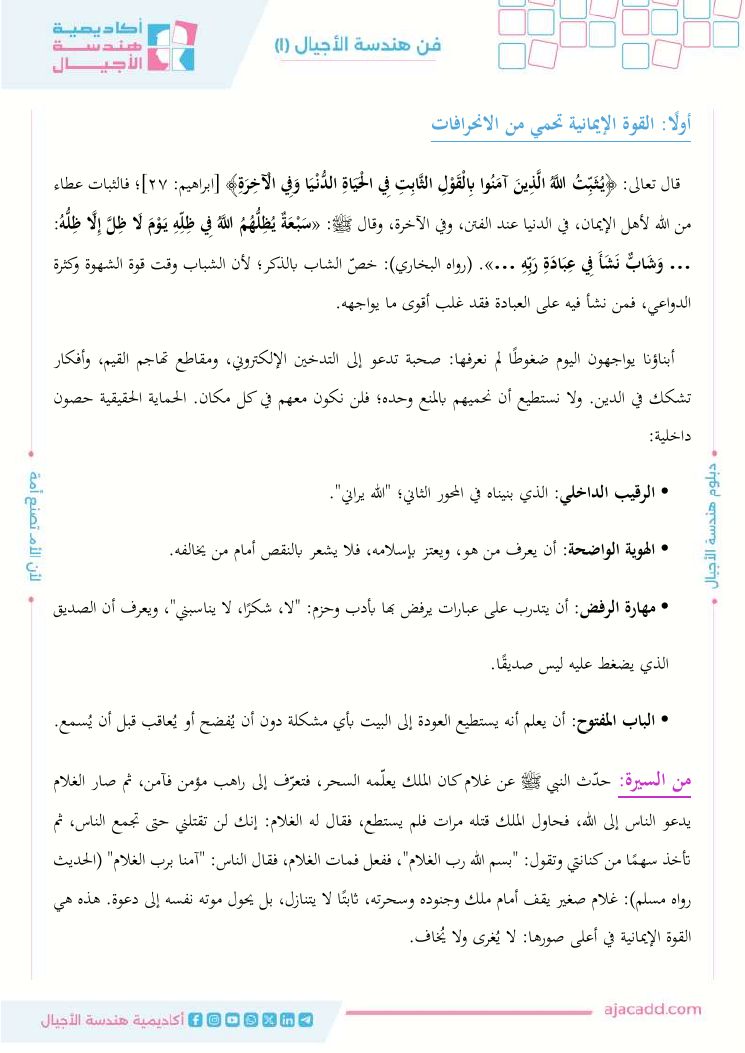 أكاديمية
هندسة
الأجيال
فن هندسة الأجيال (١)
أولًا: القوة الإيمانية تحمي من الانحرافات
قال تعالى: ﴿يُثَبِّتُ اللَّهُ الَّذِينَ آمَنُوا بِالْقَوْلِ الثَّابِتِ فِي الْحَيَاةِ الدُّنْيَا وَفِي الْآخِرَةِ﴾ [إبراهيم: ٢٧]؛ فالثبات عطاء
من الله لأهل الإيمان، في الدنيا عند الفتن، وفي الآخرة، وقال ﷺ: «سَبْعَةٌ يُظِلُّهُمُ اللَّهُ فِي ظِلِّهِ يَوْمَ لَا ظِلَّ إِلَّا ظِلُّهُ:
... وَشَابٌّ نَشَأَ فِي عِبَادَةِ رَبِّهِ ...». (رواه البخاري): خصّ الشاب بالذكر؛ لأن الشباب وقت قوة الشهوة وكثرة
الدواعي، فمن نشأ فيه على العبادة فقد غلب أقوى ما يواجهه.
أبناؤنا يواجهون اليوم ضغوطًا لم نعرفها: صحبة تدعو إلى التدخين الإلكتروني، ومقاطع تهاجم القيم، وأفكار
تشكك في الدين. ولا نستطيع أن نحميهم بالمنع وحده؛ فلن نكون معهم في كل مكان. الحماية الحقيقية حصون
داخلية:
• الرقيب الداخلي: الذي بنيناه في المحور الثاني؛ "الله يراني".
• الهوية الواضحة: أن يعرف من هو، ويعتز بإسلامه، فلا يشعر بالنقص أمام من يخالفه.
• مهارة الرفض: أن يتدرب على عبارات يرفض بها بأدب وحزم: "لا، شكرًا، لا يناسبني"، ويعرف أن الصديق
الذي يضغط عليه ليس صديقًا.
• الباب المفتوح: أن يعلم أنه يستطيع العودة إلى البيت بأي مشكلة دون أن يُفضح أو يُعاقب قبل أن يُسمع.
من السيرة: حدّث النبي ﷺ عن غلام كان الملك يعلّمه السحر، فتعرّف إلى راهب مؤمن فآمن، ثم صار الغلام
يدعو الناس إلى الله، فحاول الملك قتله مرات فلم يستطع، فقال له الغلام: إنك لن تقتلني حتى تجمع الناس، ثم
تأخذ سهمًا من كنانتي وتقول: "بسم الله رب الغلام"، ففعل فمات الغلام، فقال الناس: "آمنا برب الغلام" (الحديث
رواه مسلم): غلام صغير يقف أمام ملك وجنوده وسحرته، ثابتًا لا يتنازل، بل يحول موته نفسه إلى دعوة. هذه هي
القوة الإيمانية في أعلى صورها: لا يُغرى ولا يُخاف.
دبلوم هندسة الأجيال
لأن الأمر تصنع أمة
أكاديمية هندسة الأجيال
ajacadd.com